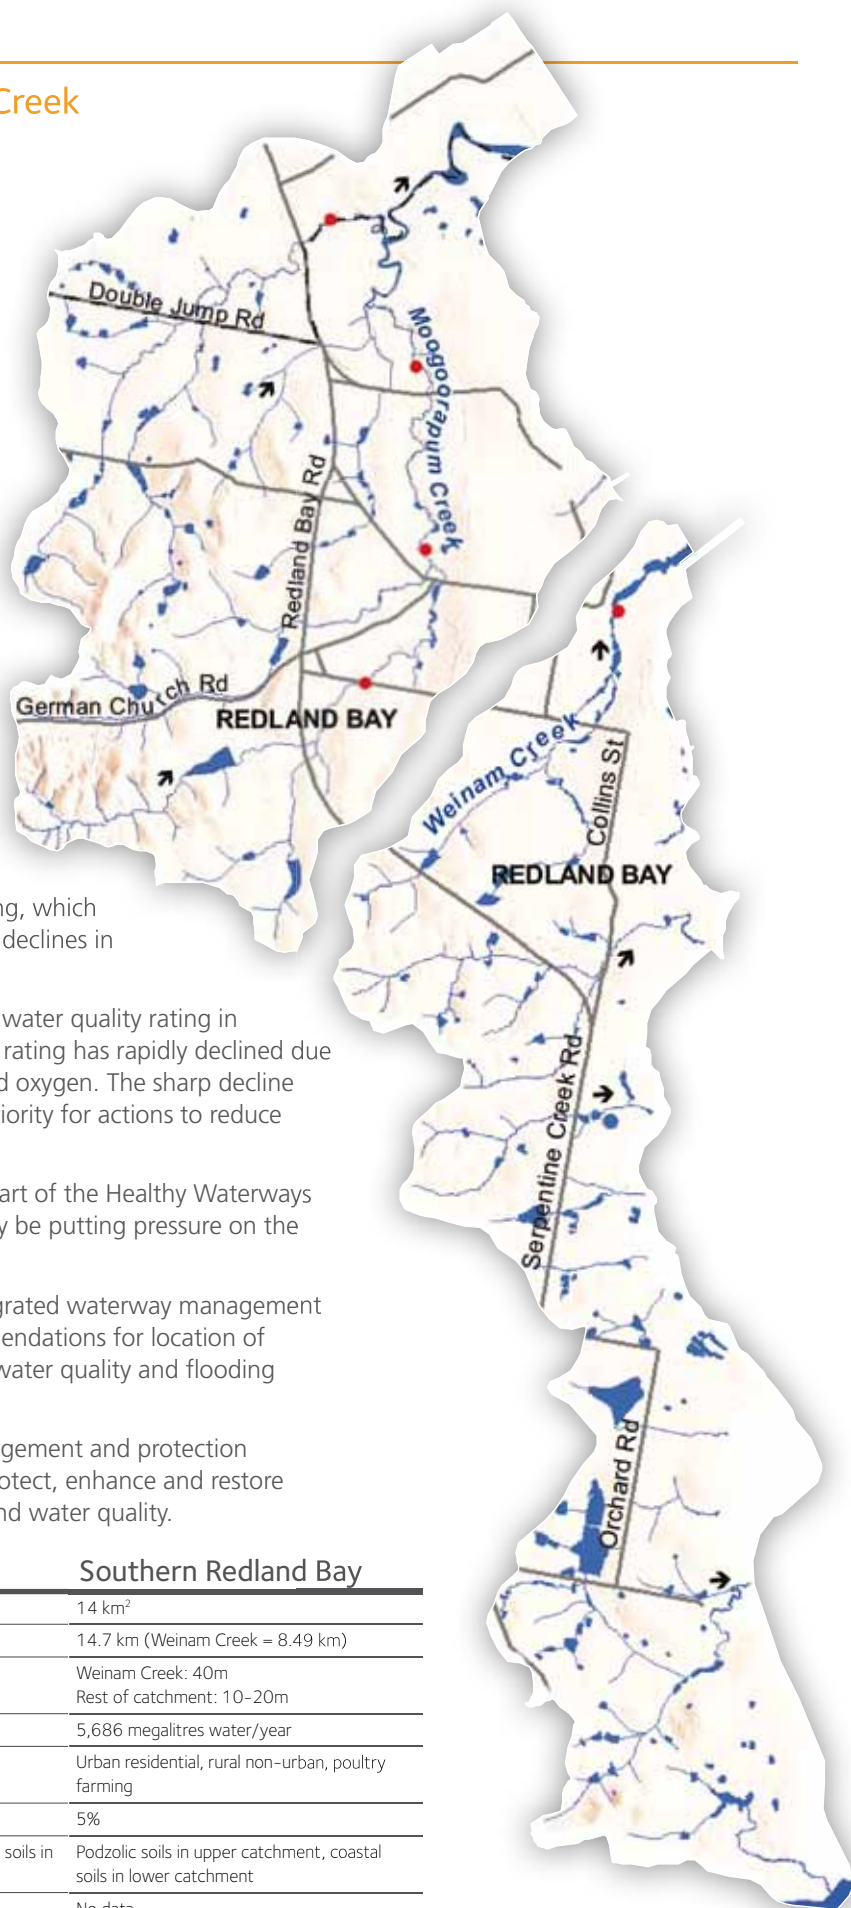 Creek
Double Jump Rd
Moogoorapum Creek
Redland Bay Rd
German Church Rd
REDLAND BAY
Weinam Creek
Collins St
REDLAND BAY
Serpentine Creek Rd
Orchard Rd
ng, which
declines in
water quality rating in
rating has rapidly declined due
d oxygen. The sharp decline
riority for actions to reduce
art of the Healthy Waterways
y be putting pressure on the
grated waterway management
endations for location of
water quality and flooding
gement and protection
otect, enhance and restore
nd water quality.
Southern Redland Bay
14 km²
14.7 km (Weinam Creek = 8.49 km)
Weinam Creek: 40m
Rest of catchment: 10-20m
5,686 megalitres water/year
Urban residential, rural non-urban, poultry
farming
5%
soils in Podzolic soils in upper catchment, coastal
soils in lower catchment
No data